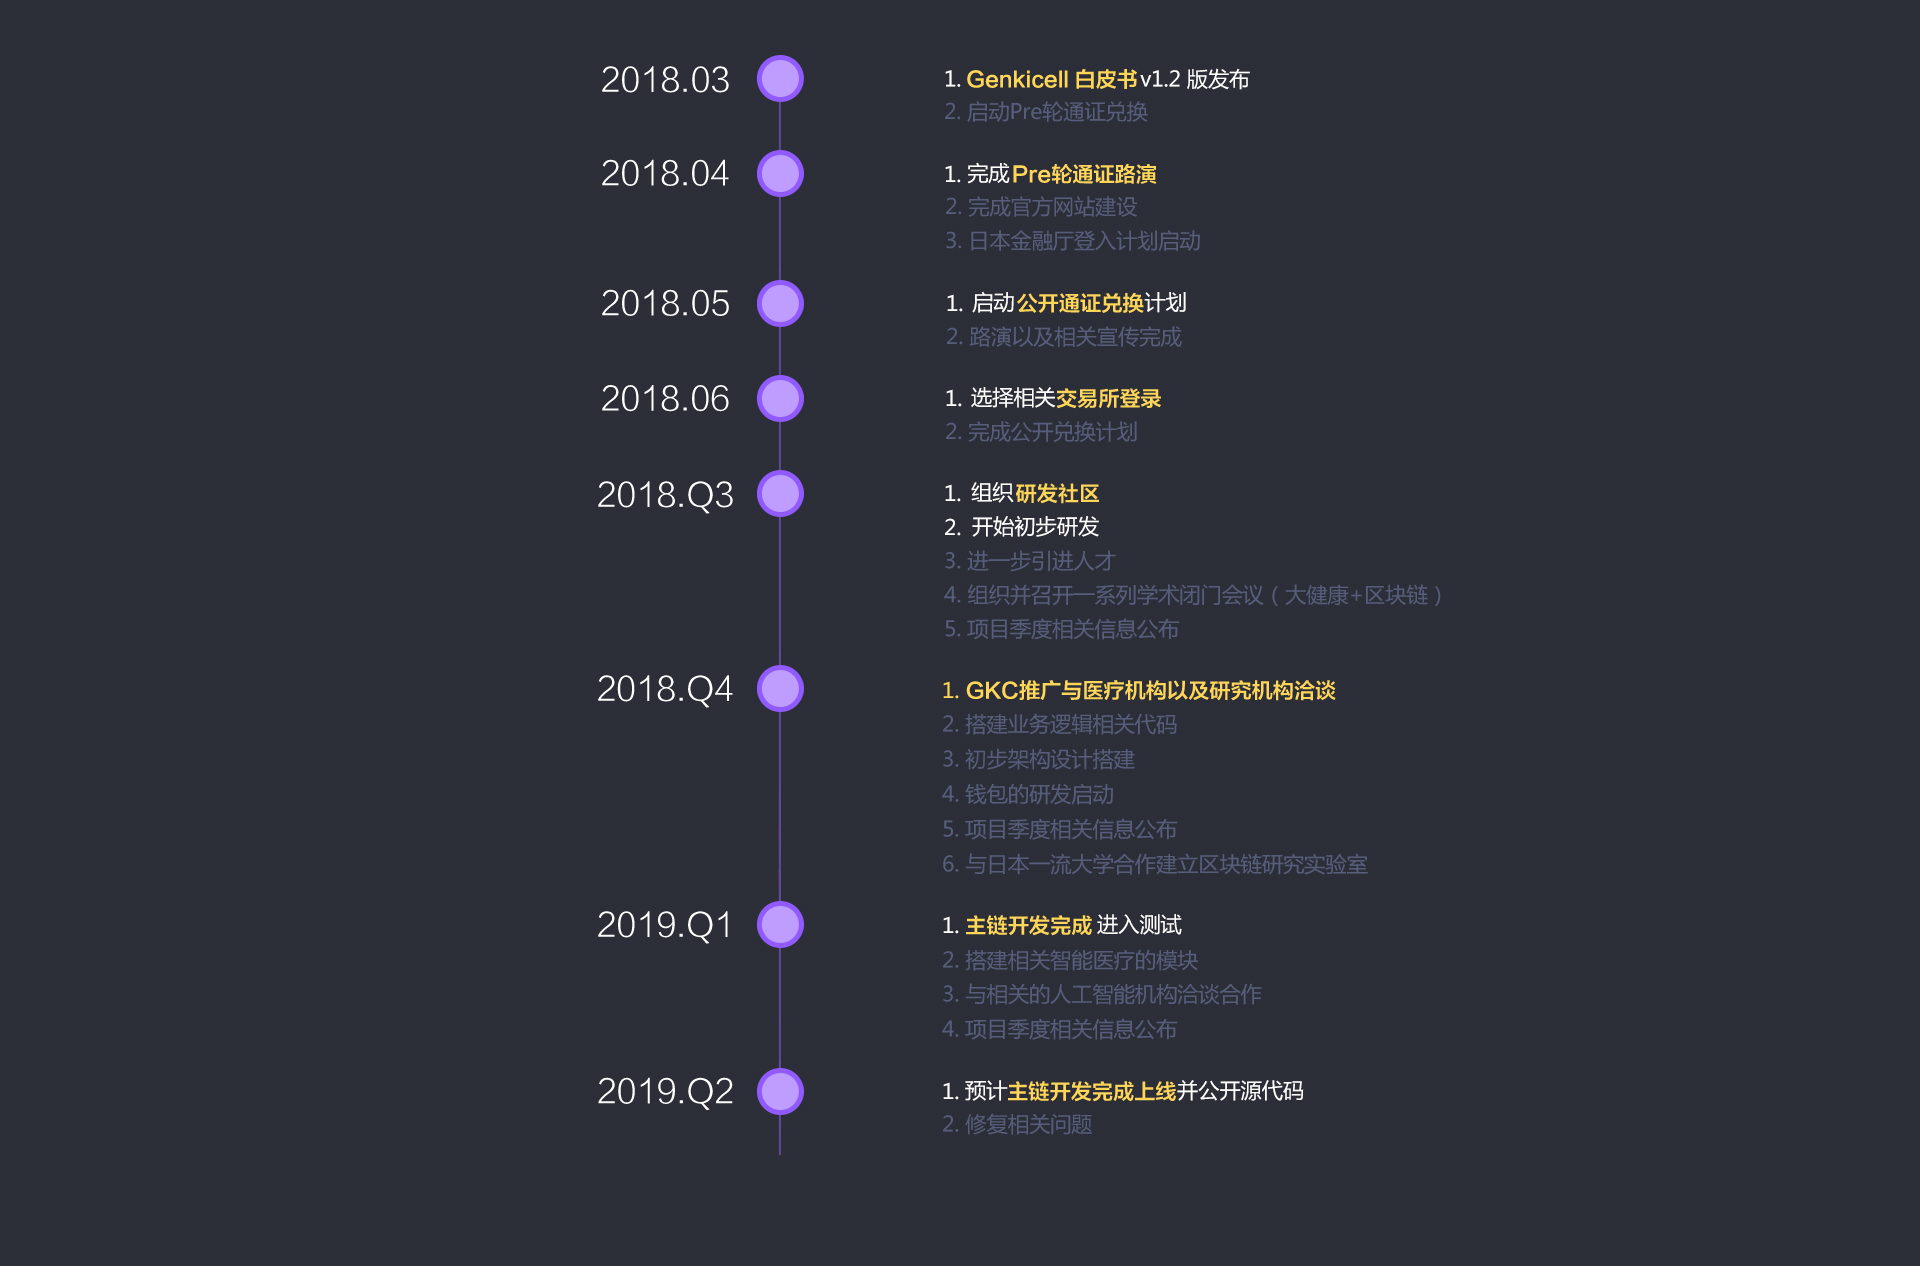 2018.03
1. Genkicell 白皮书 v1.2 版发布
2. 启动Pre轮通证兑换
2018.04
1. 完成 Pre轮通证路演
2. 完成官方网站建设
3. 日本金融厅登入计划启动
2018.05
1. 启动 公开通证兑换计划
2. 路演以及相关宣传完成
2018.06
1. 选择相关交易所登录
2. 完成公开兑换计划
2018.Q3
1. 组织 研发社区
2. 开始初步研发
3. 进一步引进人才
4. 组织并召开一系列学术闭门会议（大健康+区块链）
5. 项目季度相关信息公布
2018.Q4
1. GKC推广与医疗机构以及研究机构洽谈
2. 搭建业务逻辑相关代码
3. 初步架构设计搭建
4. 钱包的研发启动
5. 项目季度相关信息公布
6. 与日本一流大学合作建立区块链研究实验室
2019.Q1
1. 主链开发完成 进入测试
2. 搭建相关智能医疗的模块
3. 与相关的人工智能机构洽谈合作
4. 项目季度相关信息公布
2019.Q2
1. 预计主链开发完成上线并公开源代码
2. 修复相关问题